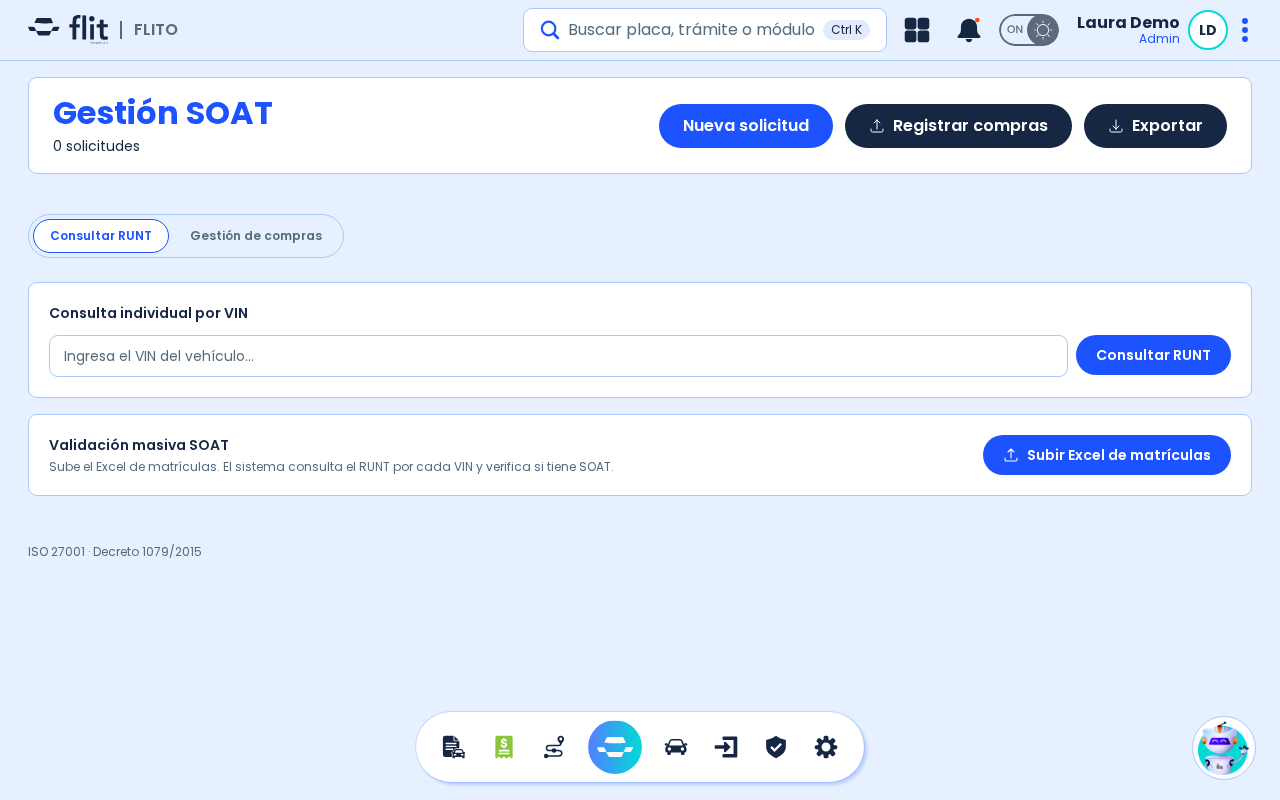 flit | FLITO
Buscar placa, trámite o módulo Ctrl K
ON
Laura Demo
Admin
LD
Gestión SOAT
0 solicitudes
Nueva solicitud
Registrar compras
Exportar
Consultar RUNT
Gestión de compras
Consulta individual por VIN
Ingresa el VIN del vehículo...
Consultar RUNT
Validación masiva SOAT
Sube el Excel de matrículas. El sistema consulta el RUNT por cada VIN y verifica si tiene SOAT.
Subir Excel de matrículas
ISO 27001 · Decreto 1079/2015